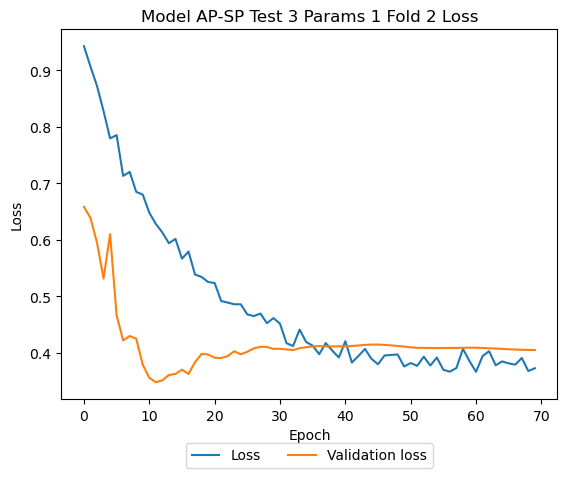 Model AP-SP Test 3 Params 1 Fold 2 Loss
0.9
0.8
0.7
0.6
0.5
0.4
Loss
0 10 20 30 40 50 60 70
Epoch
Loss Validation loss